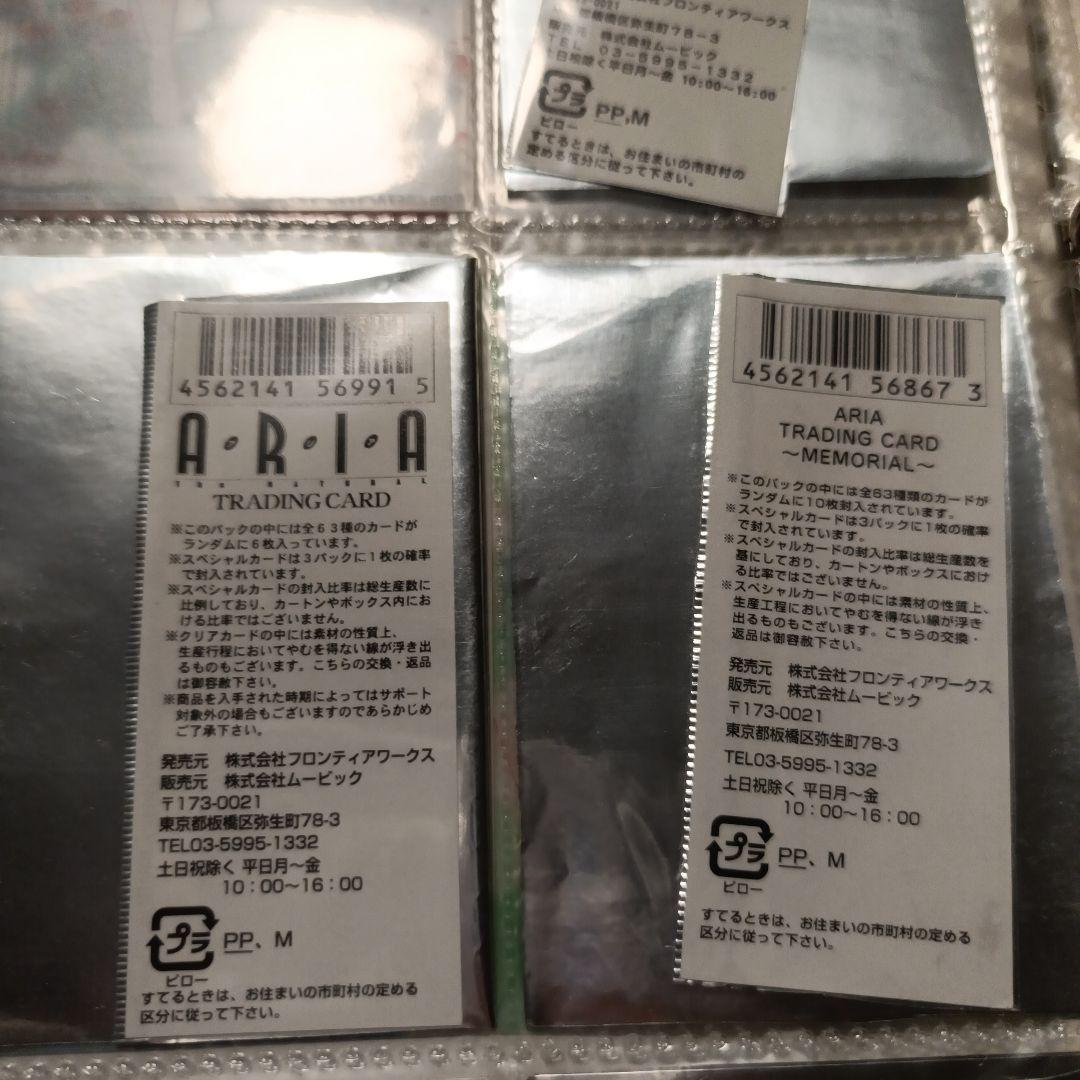 株式会社フロンティアワークス
株式会社ムービック
TEL 03-5995-1332
土日祝除く平日月～金 10:00～16:00
プラ PP,M
ピロー
すてるときは、お住まいの市町村の
定める区分に従って下さい。
4562141 56991 5
A・R・I・A
The NATURAL
TRADING CARD
※このパックの中には全63種のカードが
ランダムに6枚入っています。
※スペシャルカードは3パックに1枚の確率
で封入されています。
※スペシャルカードの封入比率は総生産数に
比例しており、カートンやボックス内にお
ける比率ではございません。
※クリアカードの中には素材の性質上、
生産行程においてやむを得ない線が浮き出
るものもございます。こちらの交換・返品
は御容赦下さい。
※商品を入手された時期によってはサポート
対象外の場合もございますのであらかじめ
ご了承下さい。
発売元 株式会社フロンティアワークス
販売元 株式会社ムービック
〒173-0021
東京都板橋区弥生町78-3
TEL03-5995-1332
土日祝除く 平日月～金
10：00～16：00
プラ PP、M
ピロー
すてるときは、お住まいの市町村の定める
区分に従って下さい。
4562141 56867 3
ARIA
TRADING CARD
～MEMORIAL～
※このパックの中には全63種類のカードが
ランダムに10枚封入されています。
※スペシャルカードは3パックに1枚の確率
で封入されています。
※スペシャルカードの封入比率は総生産数を
基にしており、カートンやボックスにおけ
る比率ではございません。
※スペシャルカードの中には素材の性質上、
生産工程においてやむを得ない線が浮き
出るものもございます。こちらの交換・
返品は御容赦下さい。
発売元 株式会社フロンティアワークス
販売元 株式会社ムービック
〒173-0021
東京都板橋区弥生町78-3
TEL03-5995-1332
土日祝除く 平日月～金
10：00～16：00
プラ PP、M
ピロー
すてるときは、お住まいの市町村の定める
区分に従って下さい。